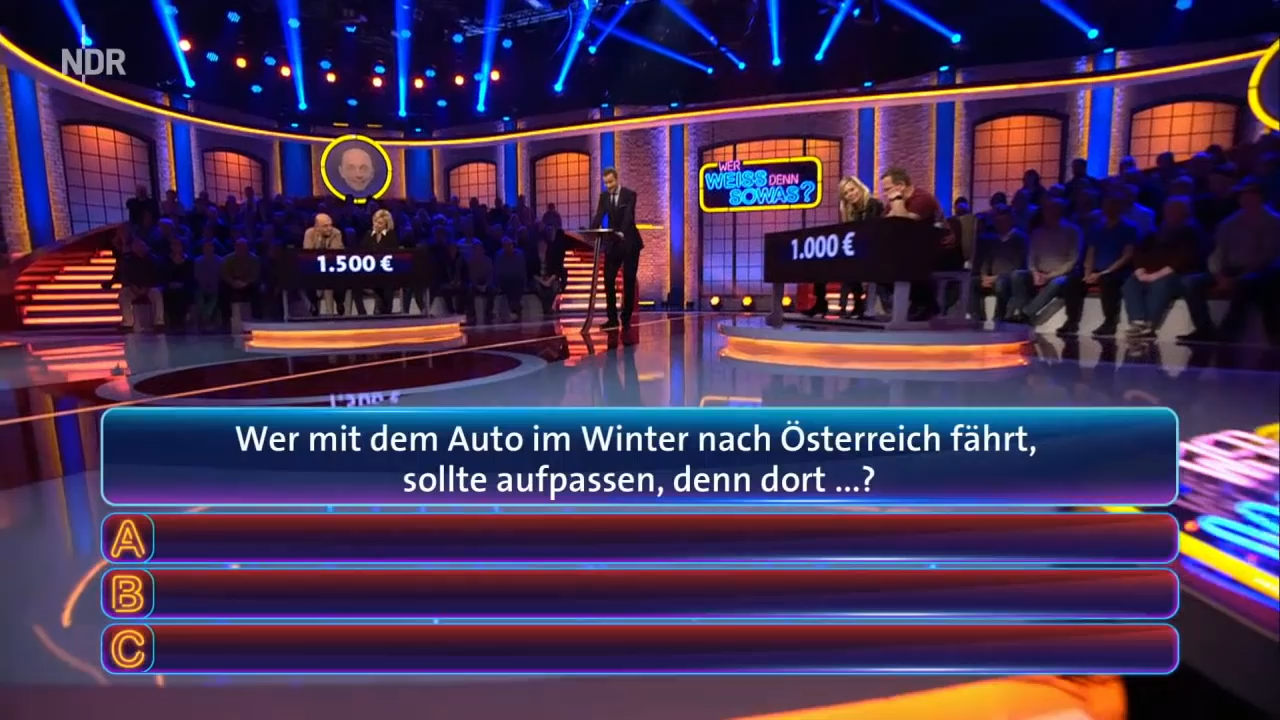 NDR
WER
WEISS DENN
SOWAS?
1.500 €
1.000 €
Wer mit dem Auto im Winter nach Österreich fährt,
sollte aufpassen, denn dort ...?
A
B
C